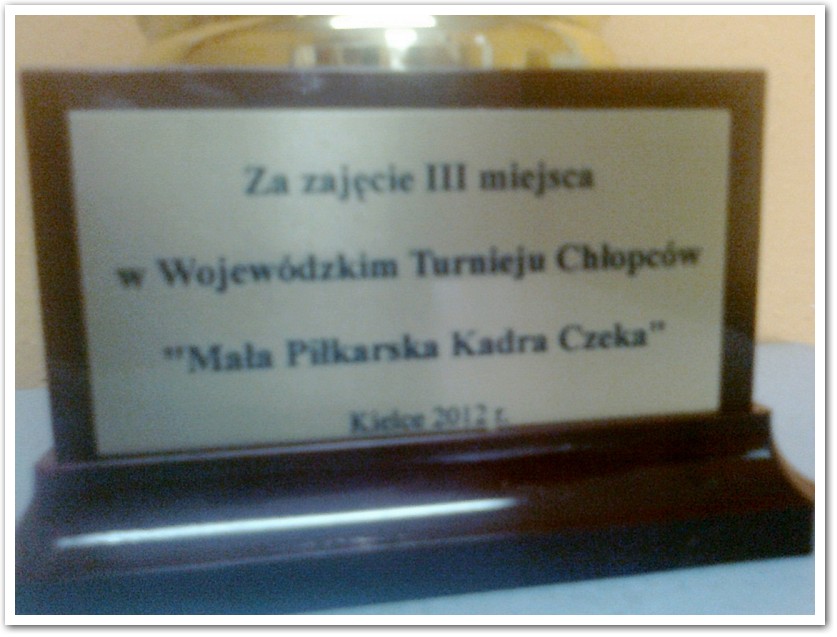 Za zajęcie III miejsca
w Wojewódzkim Turnieju Chłopców
"Mała Piłkarska Kadra Czeka"
Kielce 2012 r.